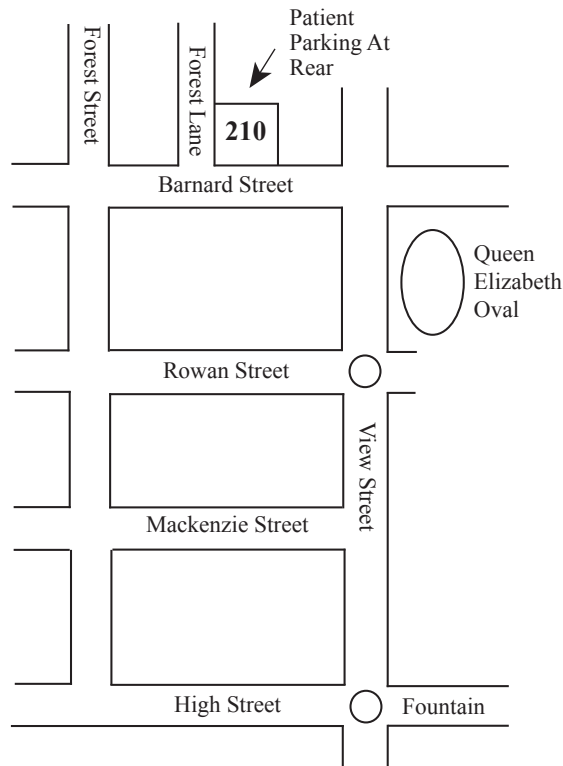 Patient
Parking At
Rear
Forest Street
Forest Lane
210
Barnard Street
Queen
Elizabeth
Oval
Rowan Street
View Street
Mackenzie Street
High Street
Fountain